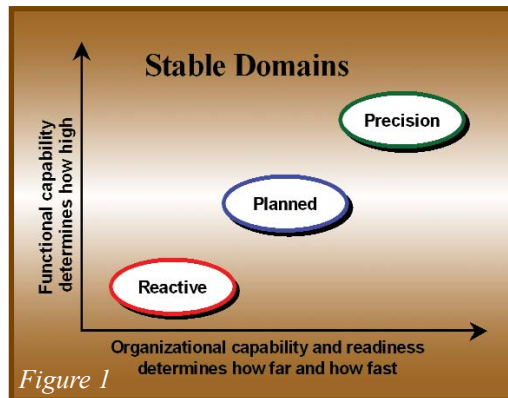 Stable Domains
Precision
Planned
Reactive
Functional capability
determines how high
Organizational capability and readiness
determines how far and how fast
Figure 1